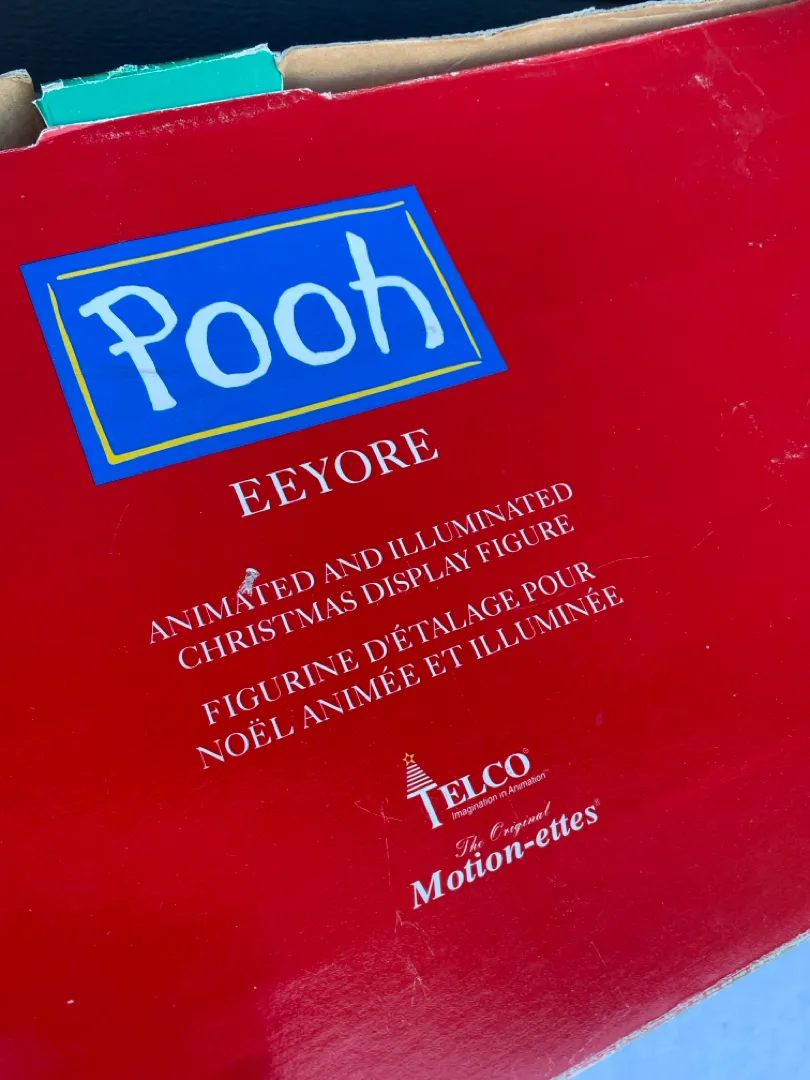 Pooh
EEYORE
ANIMATED AND ILLUMINATED
CHRISTMAS DISPLAY FIGURE
FIGURINE D'ÉTALAGE POUR
NOËL ANIMÉE ET ILLUMINÉE
TELCO®
Imagination in Animation™
The Original
Motion-ettes®